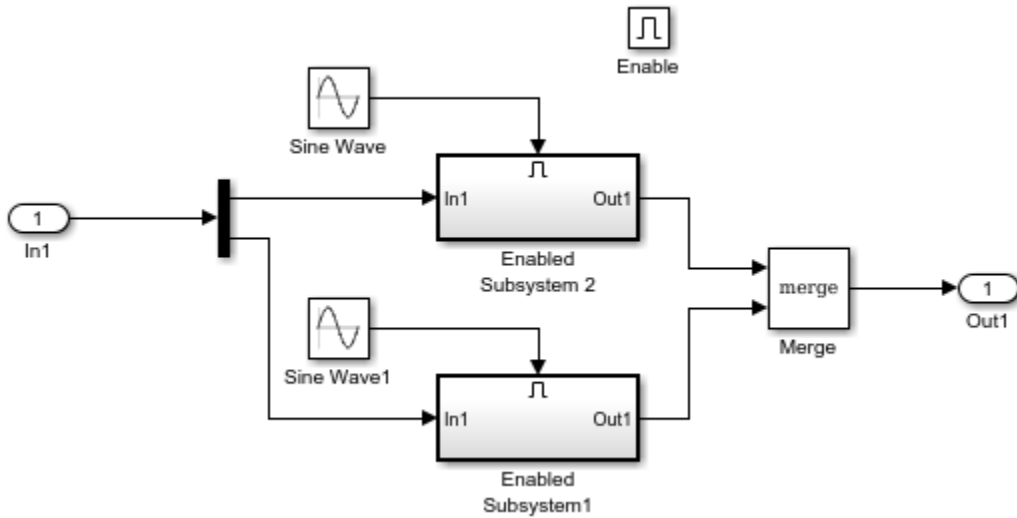 Enable
Sine Wave
In1
Out1
Enabled
Subsystem 2
1
In1
merge
Merge
1
Out1
Sine Wave1
In1
Out1
Enabled
Subsystem1